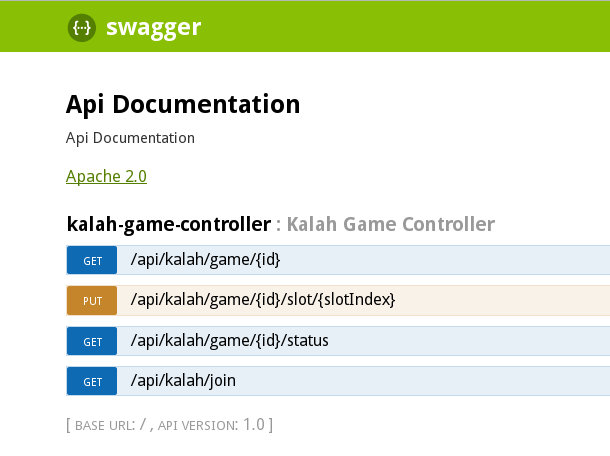 {··} swagger
Api Documentation
Api Documentation
Apache 2.0
kalah-game-controller : Kalah Game Controller
GET /api/kalah/game/{id}
PUT /api/kalah/game/{id}/slot/{slotIndex}
GET /api/kalah/game/{id}/status
GET /api/kalah/join
[ BASE URL: / , API VERSION: 1.0 ]